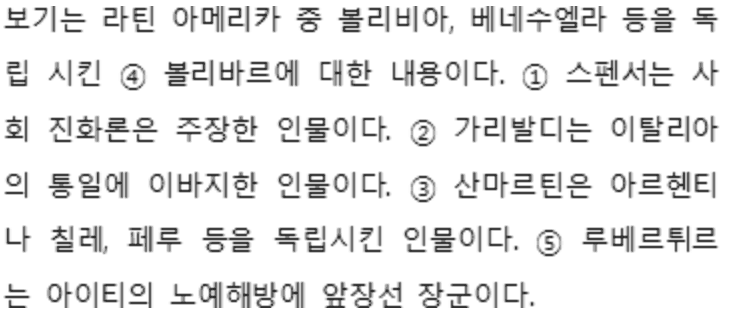 보기는 라틴 아메리카 중 볼리비아, 베네수엘라 등을 독
립 시킨 ④ 볼리바르에 대한 내용이다. ① 스펜서는 사
회 진화론은 주장한 인물이다. ② 가리발디는 이탈리아
의 통일에 이바지한 인물이다. ③ 산마르틴은 아르헨티
나 칠레, 페루 등을 독립시킨 인물이다. ⑤ 루베르튀르
는 아이티의 노예해방에 앞장선 장군이다.